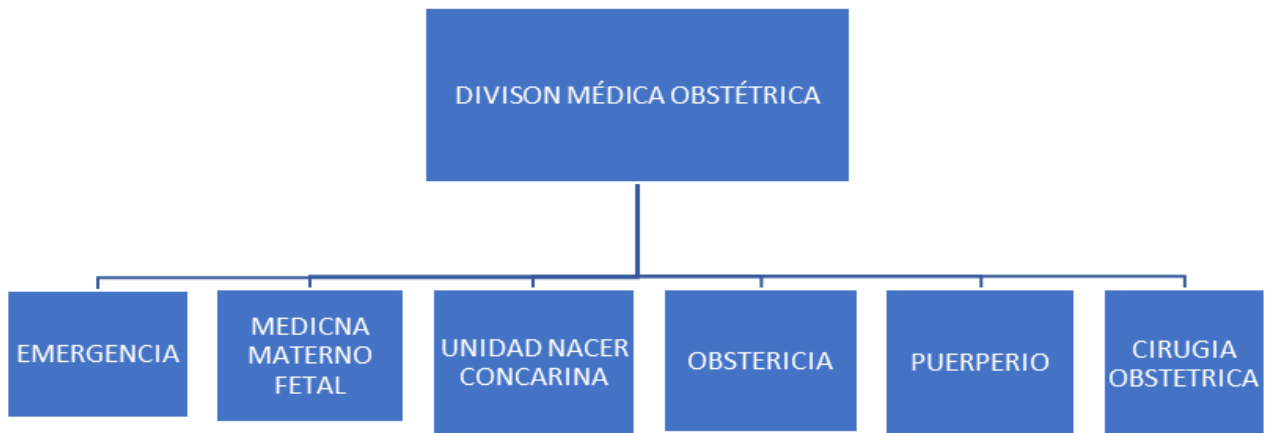 DIVISON MÉDICA OBSTÉTRICA
EMERGENCIA
MEDICNA
MATERNO
FETAL
UNIDAD NACER
CONCARINA
OBSTERICIA
PUERPERIO
CIRUGIA
OBSTETRICA